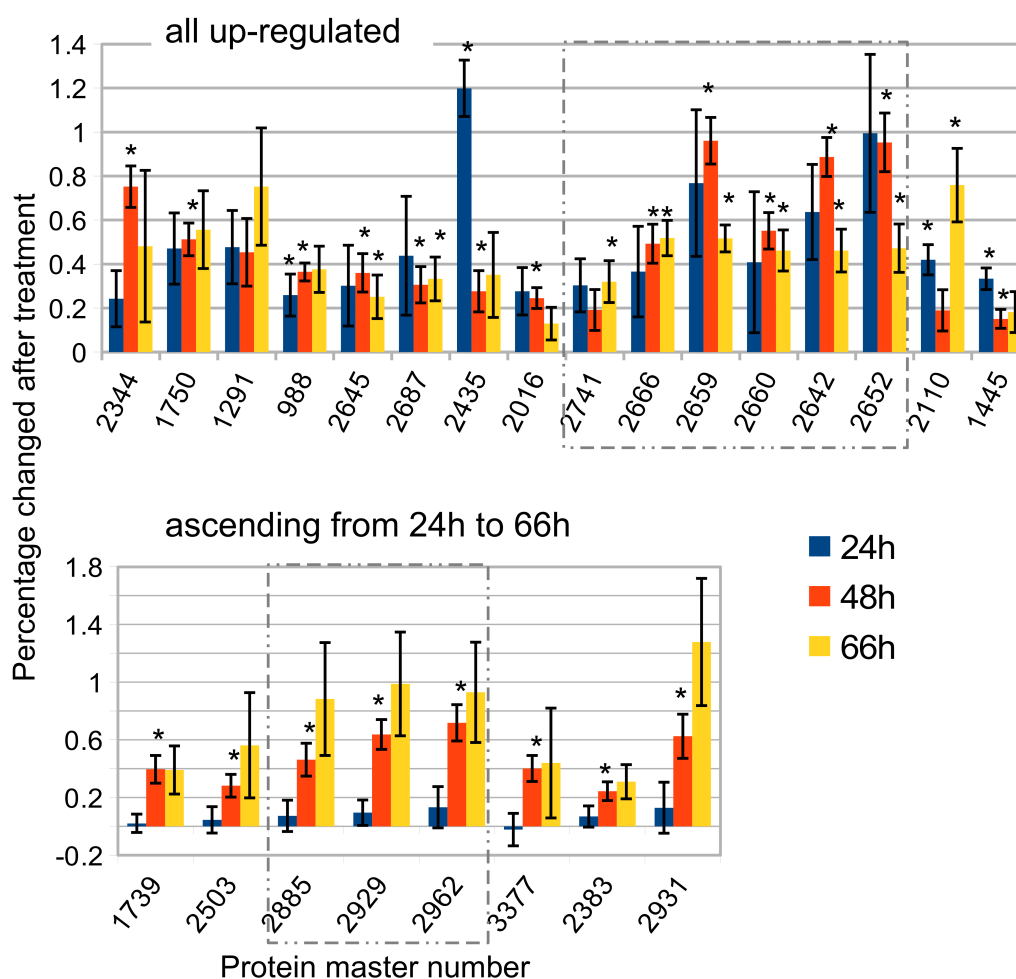 all up-regulated
Percentage changed after treatment
1.4
1.2
1
0.8
0.6
0.4
0.2
0
* * * * * * * * * * * * * * * * * * * * * * * * * * *
2344 1750 1291 988 2645 2687 2435 2016 2741 2666 2659 2660 2642 2652 2110 1445
ascending from 24h to 66h
1.8
1.4
1
0.6
0.2
-0.2
* * * * * * * *
1739 2503 2885 2929 2962 3377 2383 2931
24h
48h
66h
Protein master number